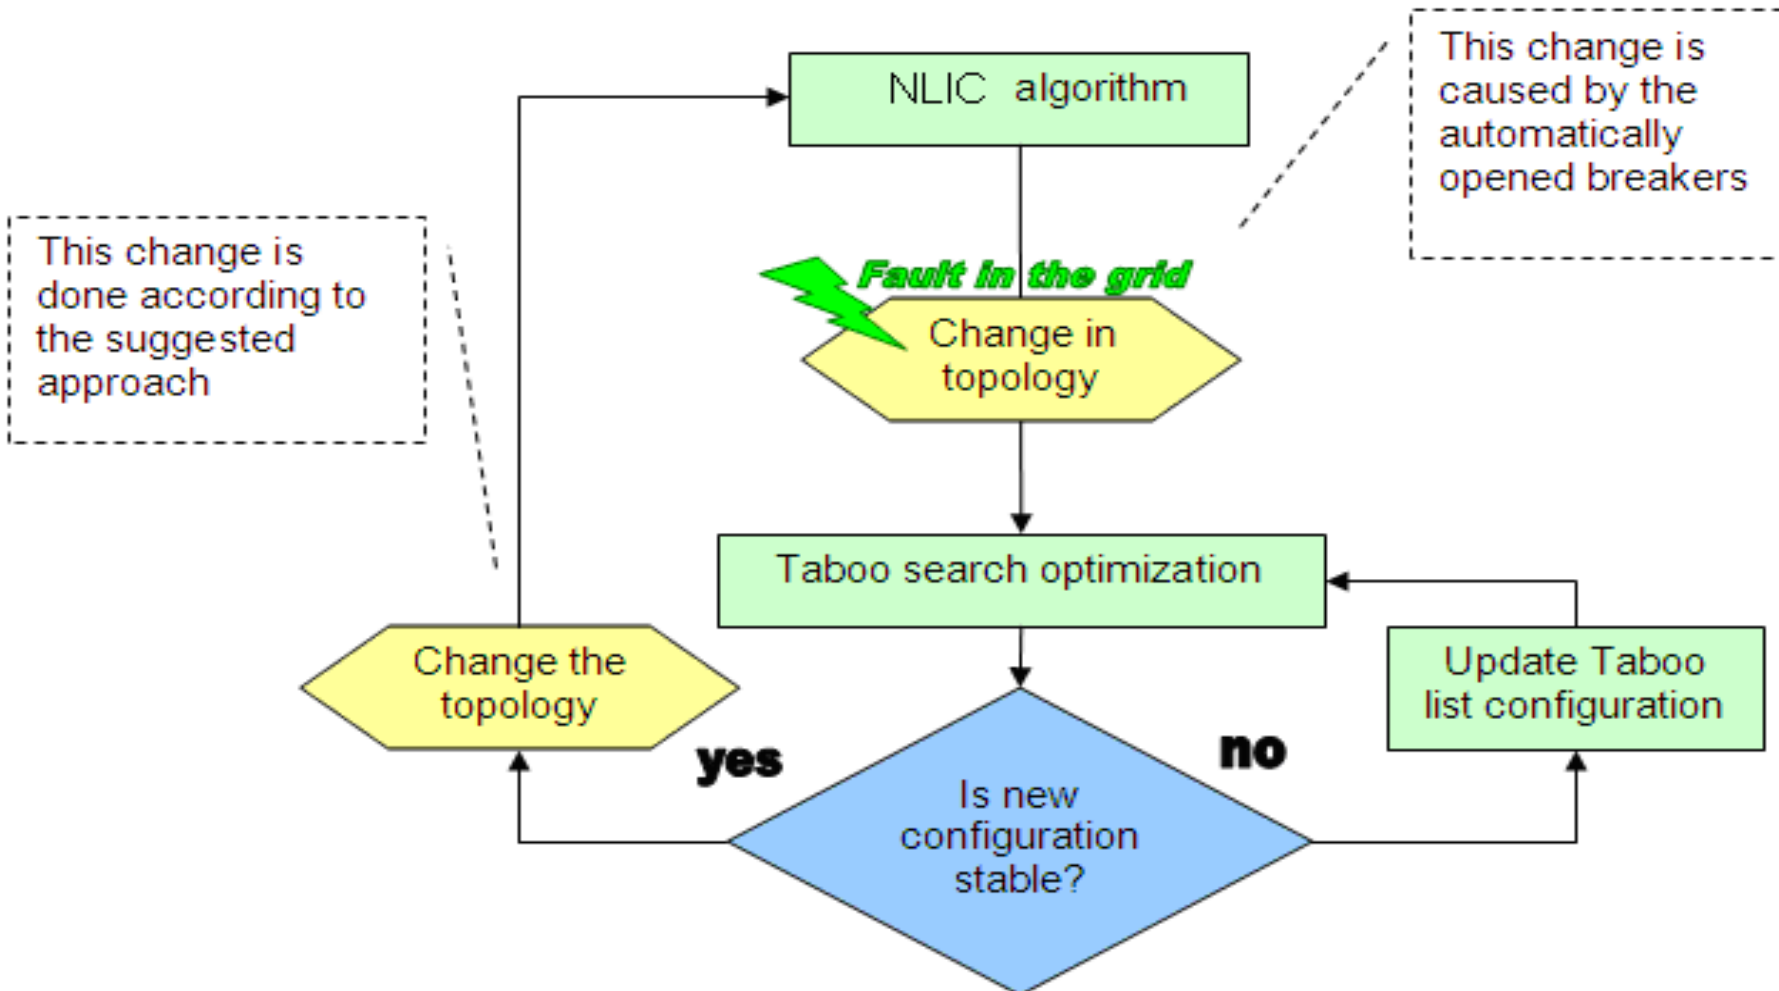 NLIC algorithm
This change is
caused by the
automatically
opened breakers
This change is
done according to
the suggested
approach
Fault in the grid
Change in
topology
Taboo search optimization
Change the
topology
Update Taboo
list configuration
yes
no
Is new
configuration
stable?